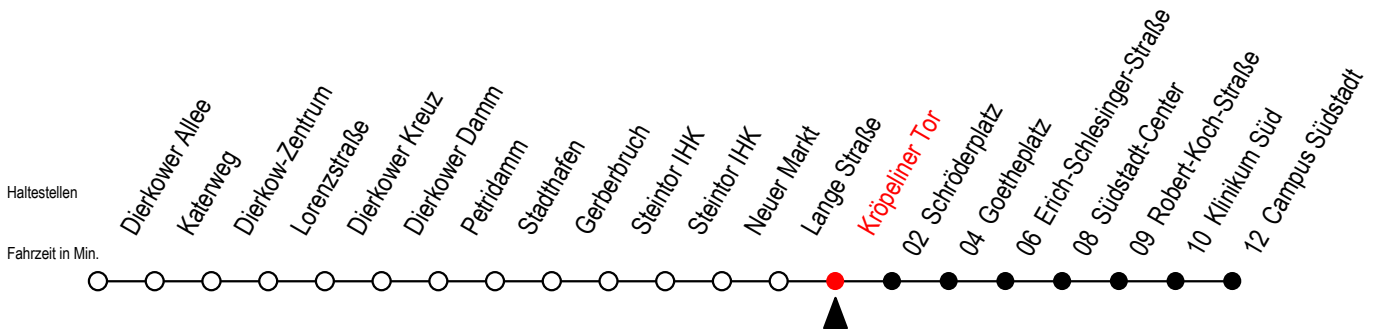 Haltestellen
Fahrzeit in Min.
Dierkower Allee
Katerweg
Dierkow-Zentrum
Lorenzstraße
Dierkower Kreuz
Dierkower Damm
Petridamm
Stadthafen
Gerberbruch
Steintor IHK
Steintor IHK
Neuer Markt
Lange Straße
Kröpeliner Tor
02 Schröderplatz
04 Goetheplatz
06 Erich-Schlesinger-Straße
08 Südstadt-Center
09 Robert-Koch-Straße
10 Klinikum Süd
12 Campus Südstadt